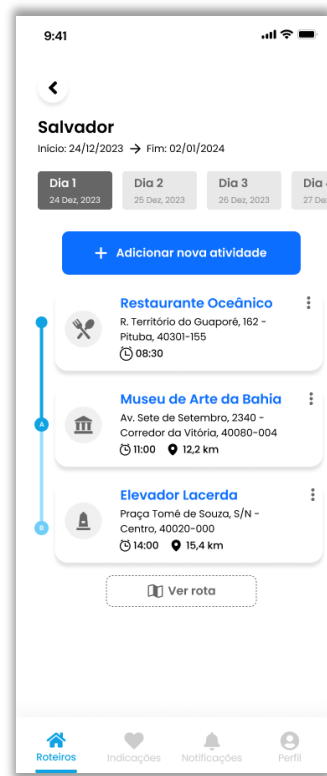 9:41
Salvador
Início: 24/12/2023 → Fim: 02/01/2024
Dia 1 Dia 2 Dia 3 Dia
24 Dez, 2023 25 Dez, 2023 26 Dez, 2023 27 De
+ Adicionar nova atividade
Restaurante Oceânico
R. Território do Guaporé, 162 -
Pituba, 40301-155
08:30
Museu de Arte da Bahia
Av. Sete de Setembro, 2340 -
Corredor da Vitória, 40080-004
11:00 12,2 km
A
Elevador Lacerda
Praça Tomé de Souza, S/N -
Centro, 40020-000
14:00 15,4 km
B
Ver rota
Roteiros Indicações Notificações Perfil